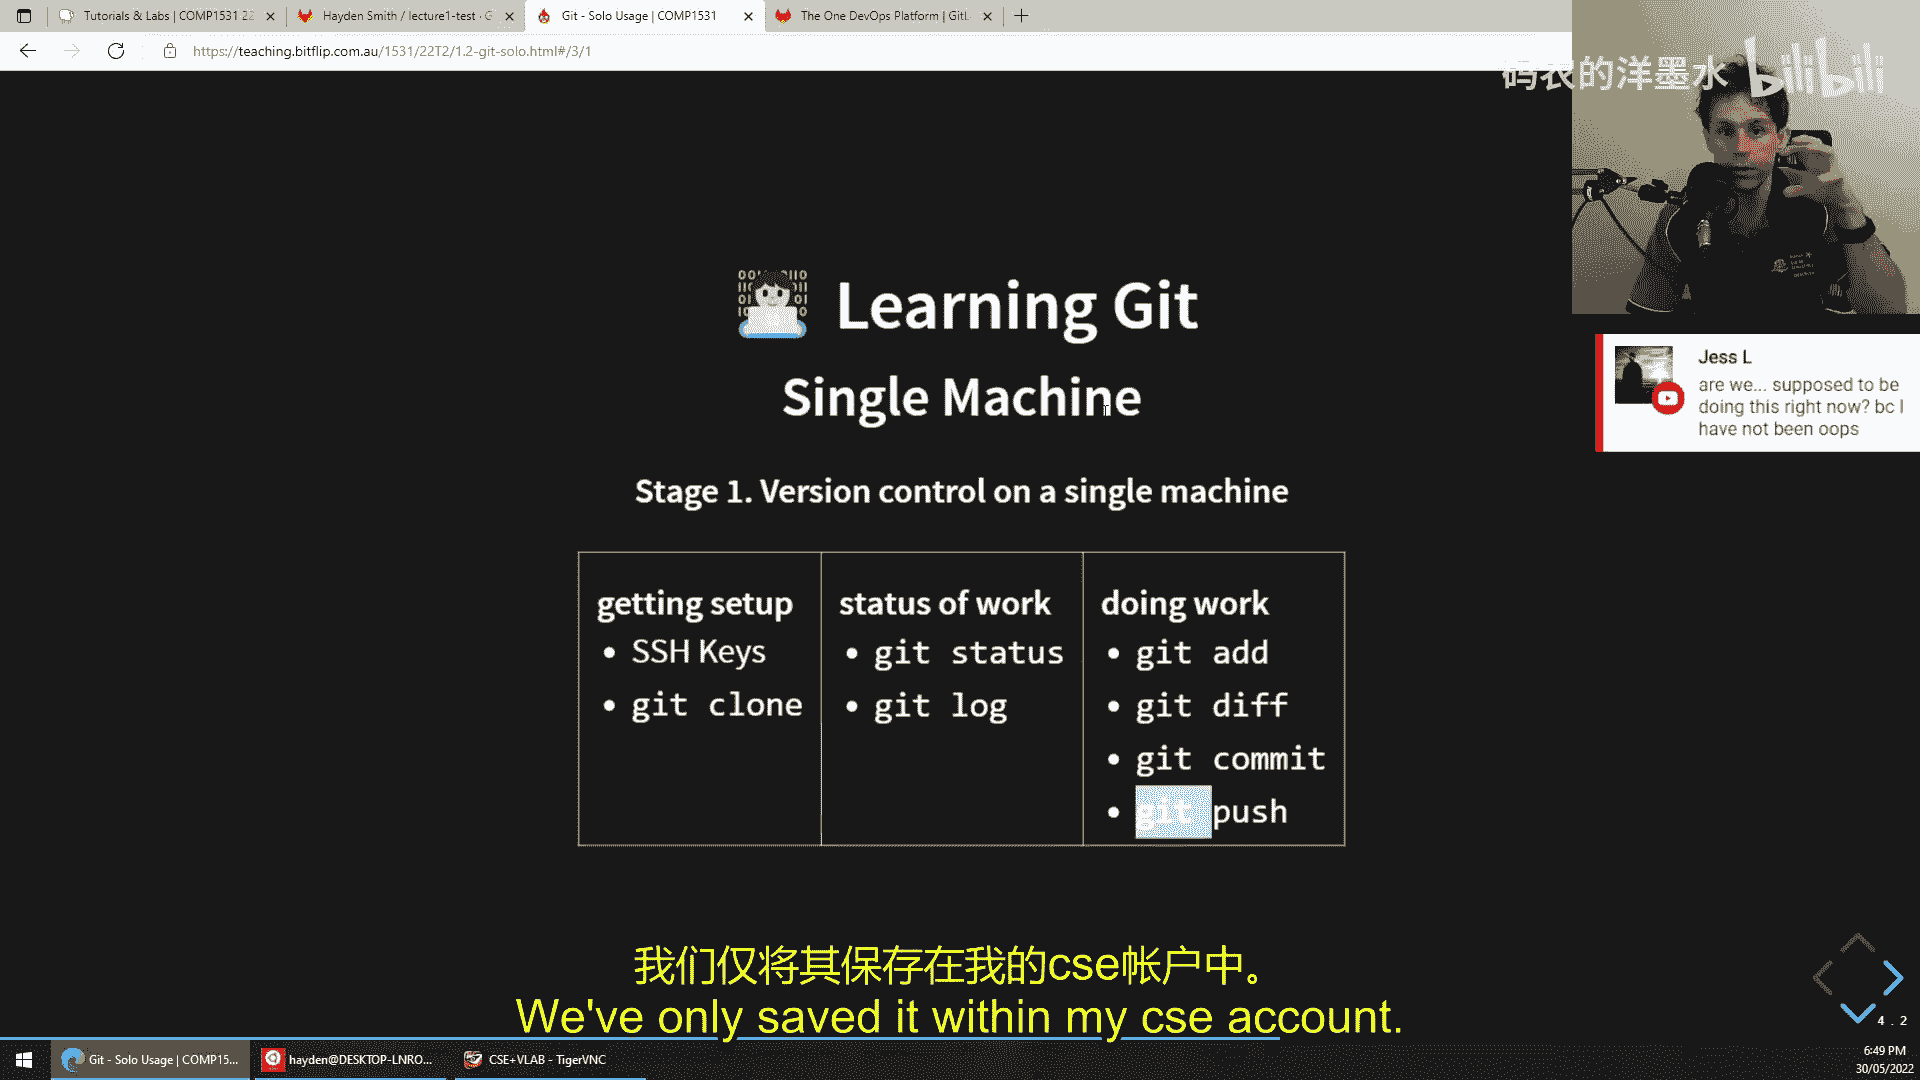 Tutorials & Labs | COMP1531 22
Hayden Smith / lecture1-test · G
Git - Solo Usage | COMP1531
The One DevOps Platform | GitL
https://teaching.bitflip.com.au/1531/22T2/1.2-git-solo.html#/3/1
码农的洋墨水 bilibili
Learning Git
Single Machine
Jess L
are we... supposed to be
doing this right now? bc I
have not been oops
Stage 1. Version control on a single machine
getting setup
• SSH Keys
• git clone
status of work
• git status
• git log
doing work
• git add
• git diff
• git commit
• git push
我们仅将其保存在我的cse帐户中。
We've only saved it within my cse account.
4 . 2
Git - Solo Usage | COMP15...
hayden@DESKTOP-LNRO...
CSE+VLAB - TigerVNC
6:49 PM
30/05/2022